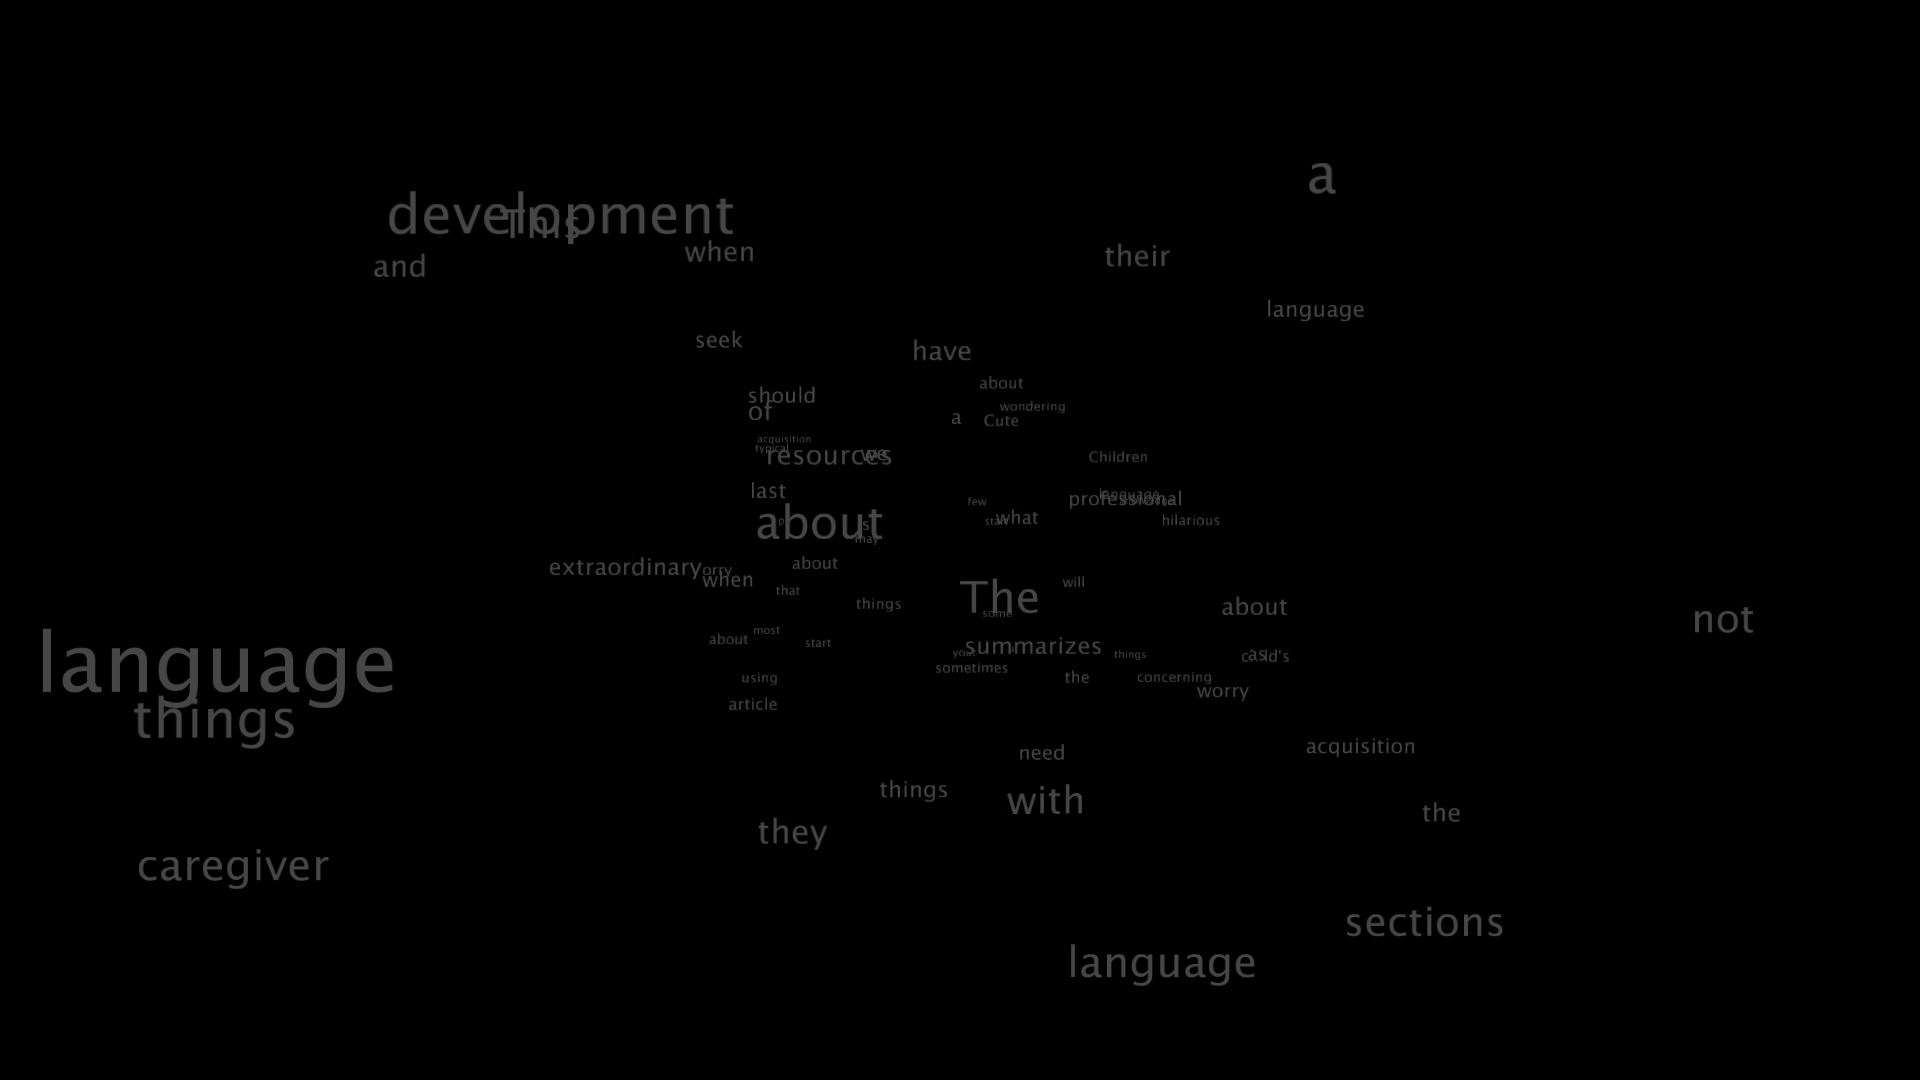 a
development
This
when
their
and
language
seek
have
about
should
wondering
of
a
Cute
acquisition
typical
resources
we
Children
last
language
professional
few
what
start
hilarious
about
may
about
extraordinary
when
will
that
The
things
some
about
not
most
about
start
summarizes
language
sometimes
things
as
child's
using
the
concerning
worry
article
things
acquisition
need
things
with
the
they
caregiver
sections
language